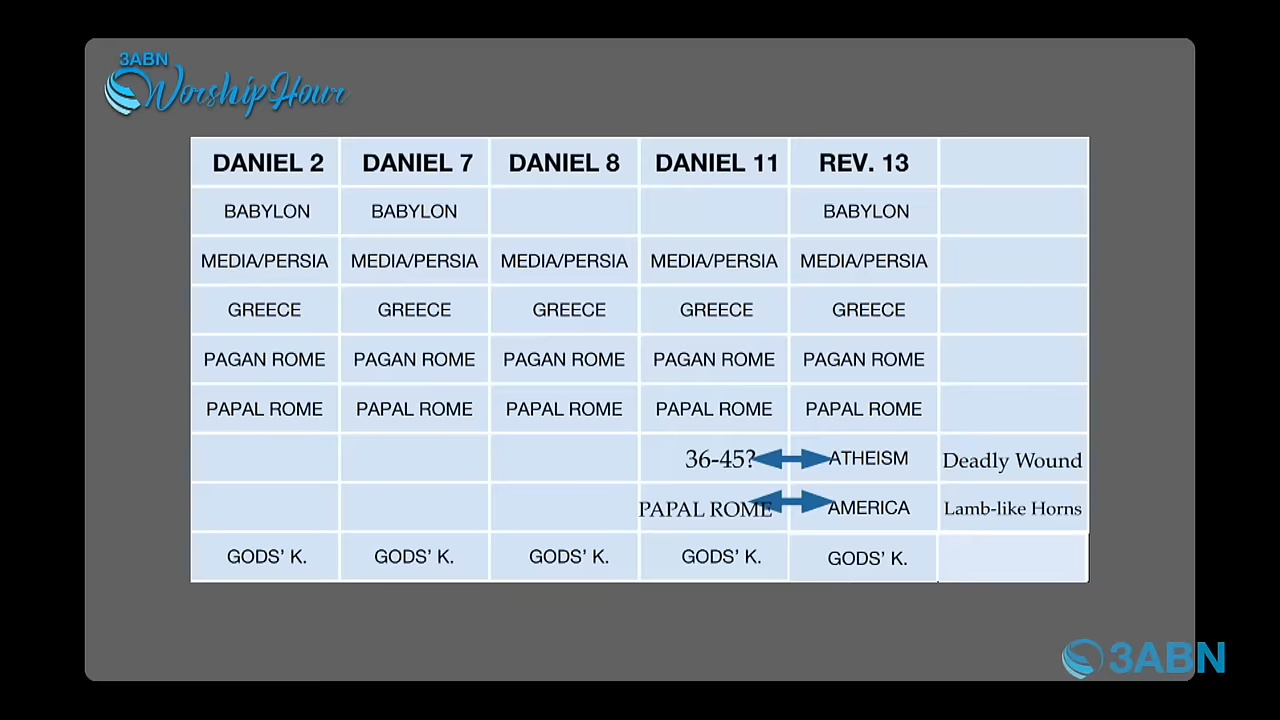 3ABN
Worship Hour
DANIEL 2 DANIEL 7 DANIEL 8 DANIEL 11 REV. 13
BABYLON BABYLON BABYLON
MEDIA/PERSIA MEDIA/PERSIA MEDIA/PERSIA MEDIA/PERSIA MEDIA/PERSIA
GREECE GREECE GREECE GREECE GREECE
PAGAN ROME PAGAN ROME PAGAN ROME PAGAN ROME PAGAN ROME
PAPAL ROME PAPAL ROME PAPAL ROME PAPAL ROME PAPAL ROME
36-45? ATHEISM Deadly Wound
PAPAL ROME AMERICA Lamb-like Horns
GODS' K. GODS' K. GODS' K. GODS' K. GODS' K.
3ABN